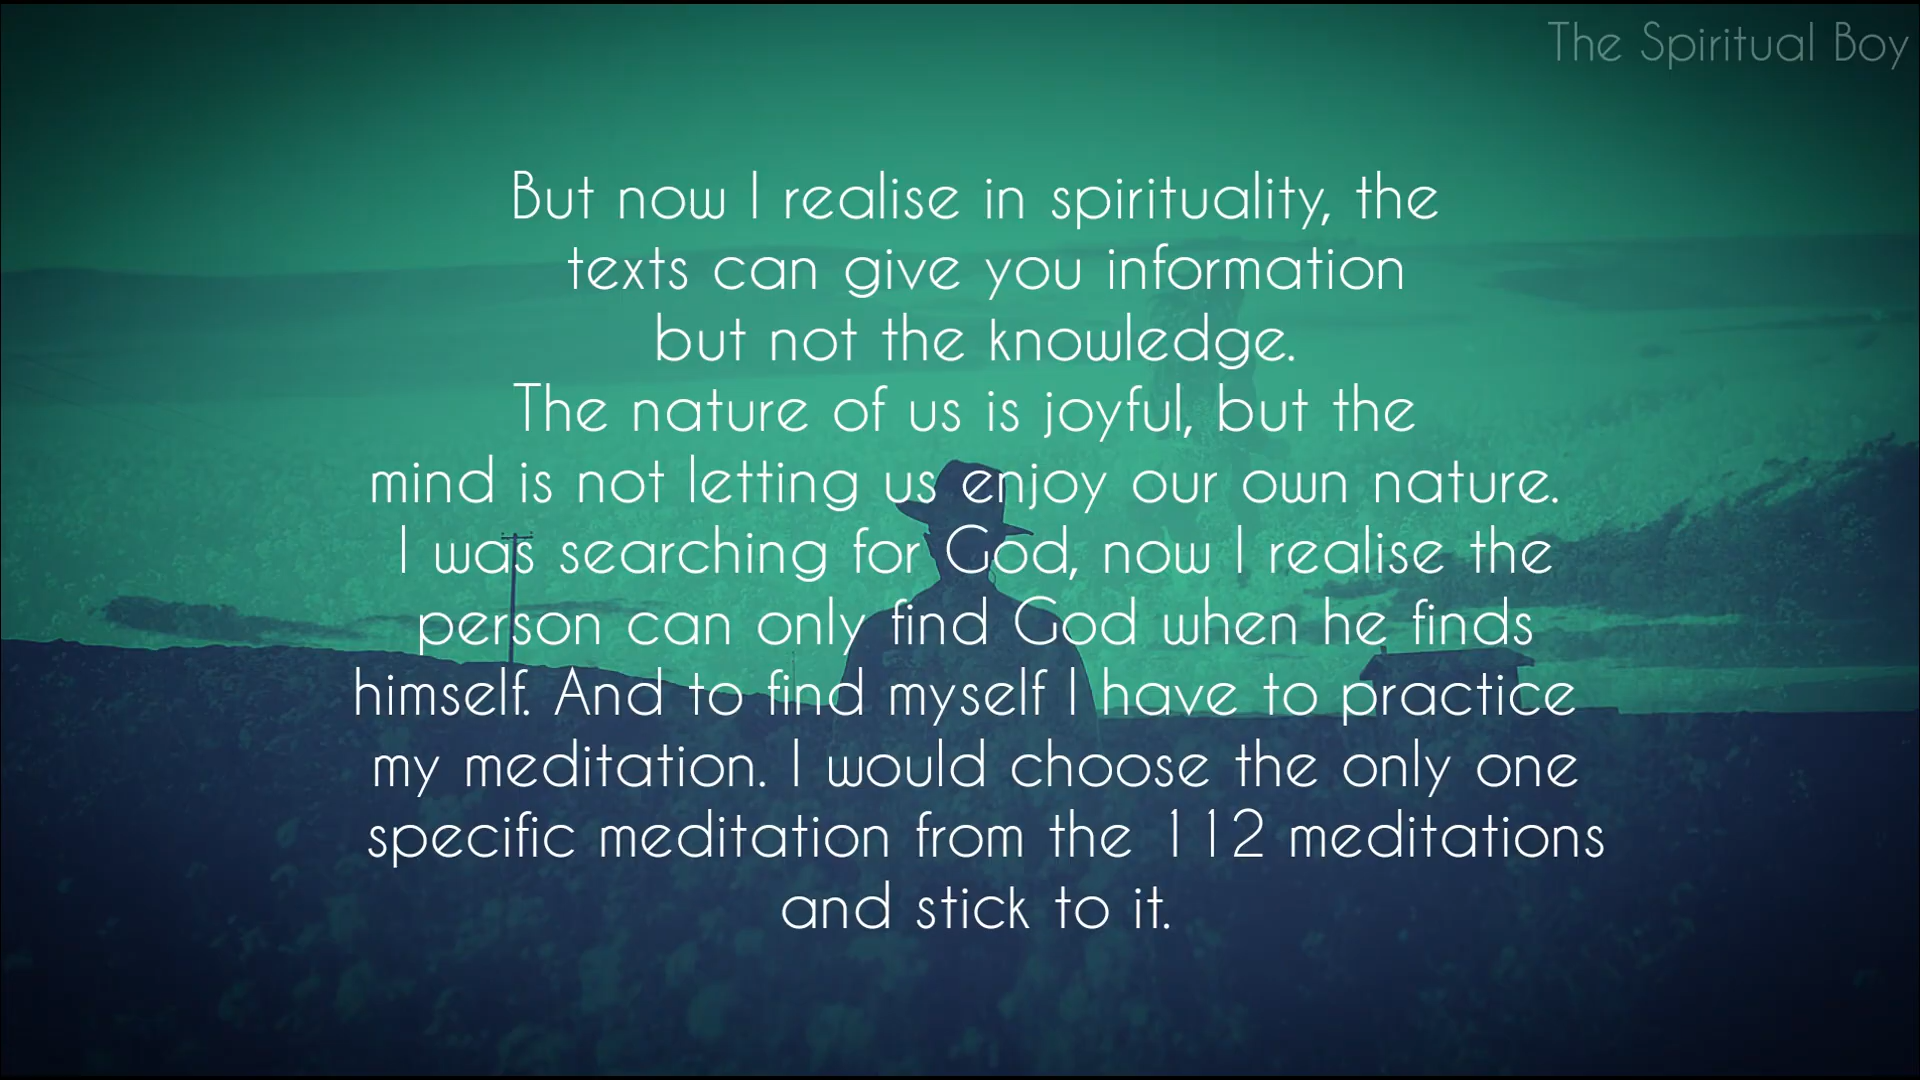 The Spiritual Boy
But now I realise in spirituality, the
texts can give you information
but not the knowledge.
The nature of us is joyful, but the
mind is not letting us enjoy our own nature.
I was searching for God, now I realise the
person can only find God when he finds
himself. And to find myself I have to practice
my meditation. I would choose the only one
specific meditation from the 112 meditations
and stick to it.